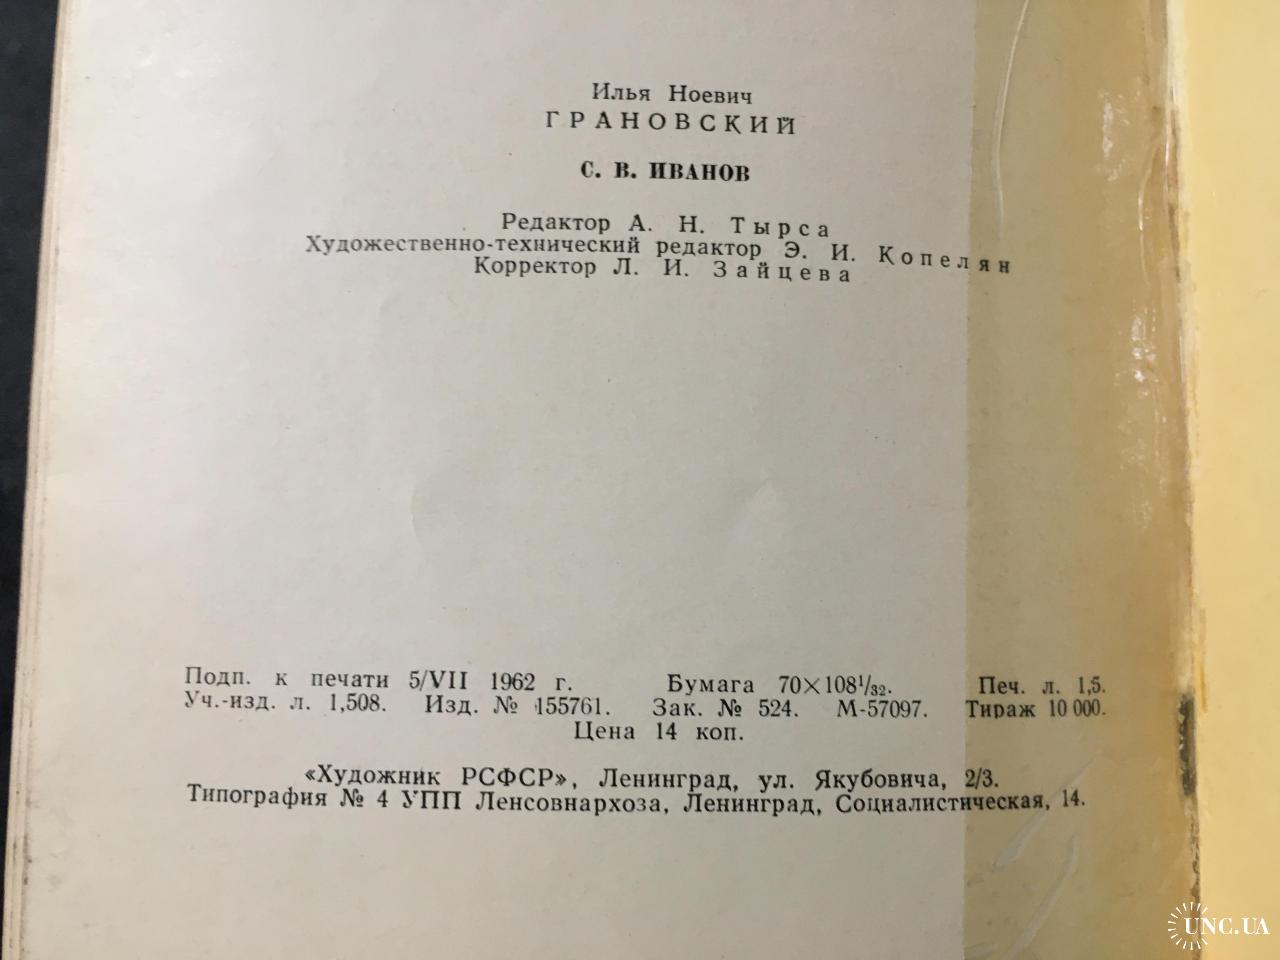 Илья Ноевич
ГРАНОВСКИЙ
С. В. ИВАНОВ
Редактор А. Н. Тырса
Художественно-технический редактор Э. И. Копелян
Корректор Л. И. Зайцева
Подп. к печати 5/VII 1962 г. Бумага 70×108¹/₃₂. Печ. л. 1,5.
Уч.-изд. л. 1,508. Изд. № 155761. Зак. № 524. М-57097. Тираж 10 000.
Цена 14 коп.
«Художник РСФСР», Ленинград, ул. Якубовича, 2/3.
Типография № 4 УПП Ленсовнархоза, Ленинград, Социалистическая, 14.
UNC.UA